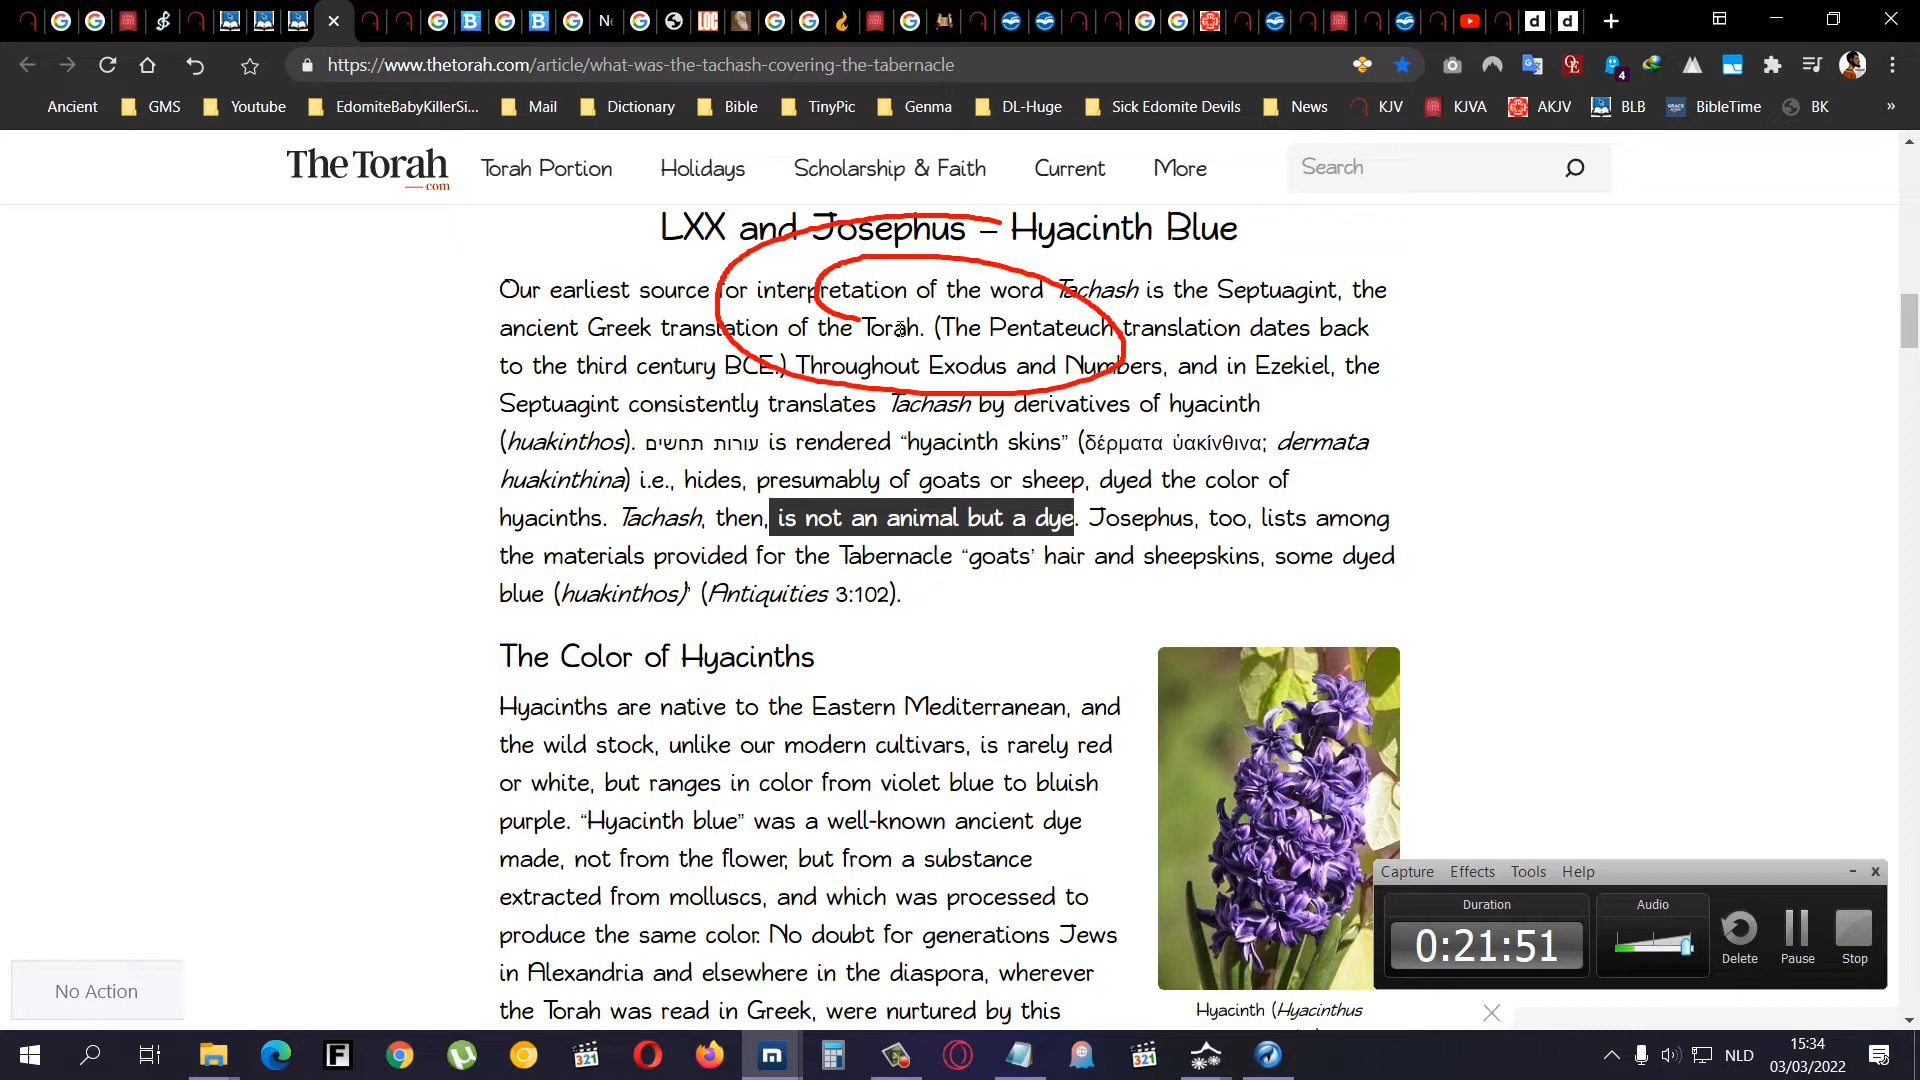 https://www.thetorah.com/article/what-was-the-tachash-covering-the-tabernacle
4
Ancient GMS Youtube EdomiteBabyKillerSi... Mail Dictionary Bible TinyPic Genma DL-Huge Sick Edomite Devils News KJV KJVA AKJV BLB BibleTime BK »
TheTorah
.com
Torah Portion Holidays Scholarship & Faith Current More Search
LXX and Josephus – Hyacinth Blue
Our earliest source for interpretation of the word Tachash is the Septuagint, the
ancient Greek translation of the Torah. (The Pentateuch translation dates back
to the third century BCE.) Throughout Exodus and Numbers, and in Ezekiel, the
Septuagint consistently translates Tachash by derivatives of hyacinth
(huakinthos). עורות תחשים is rendered “hyacinth skins” (δέρματα ὑακίνθινα; dermata
huakinthina) i.e., hides, presumably of goats or sheep, dyed the color of
hyacinths. Tachash, then, is not an animal but a dye. Josephus, too, lists among
the materials provided for the Tabernacle “goats’ hair and sheepskins, some dyed
blue (huakinthos)” (Antiquities 3:102).
The Color of Hyacinths
Hyacinths are native to the Eastern Mediterranean, and
the wild stock, unlike our modern cultivars, is rarely red
or white, but ranges in color from violet blue to bluish
purple. “Hyacinth blue” was a well-known ancient dye
made, not from the flower, but from a substance
extracted from molluscs, and which was processed to
produce the same color. No doubt for generations Jews
in Alexandria and elsewhere in the diaspora, wherever
the Torah was read in Greek, were nurtured by this
Hyacinth (Hyacinthus
Capture Effects Tools Help
Duration
0:21:51
Audio
Delete Pause Stop
No Action
NLD
15:34
03/03/2022